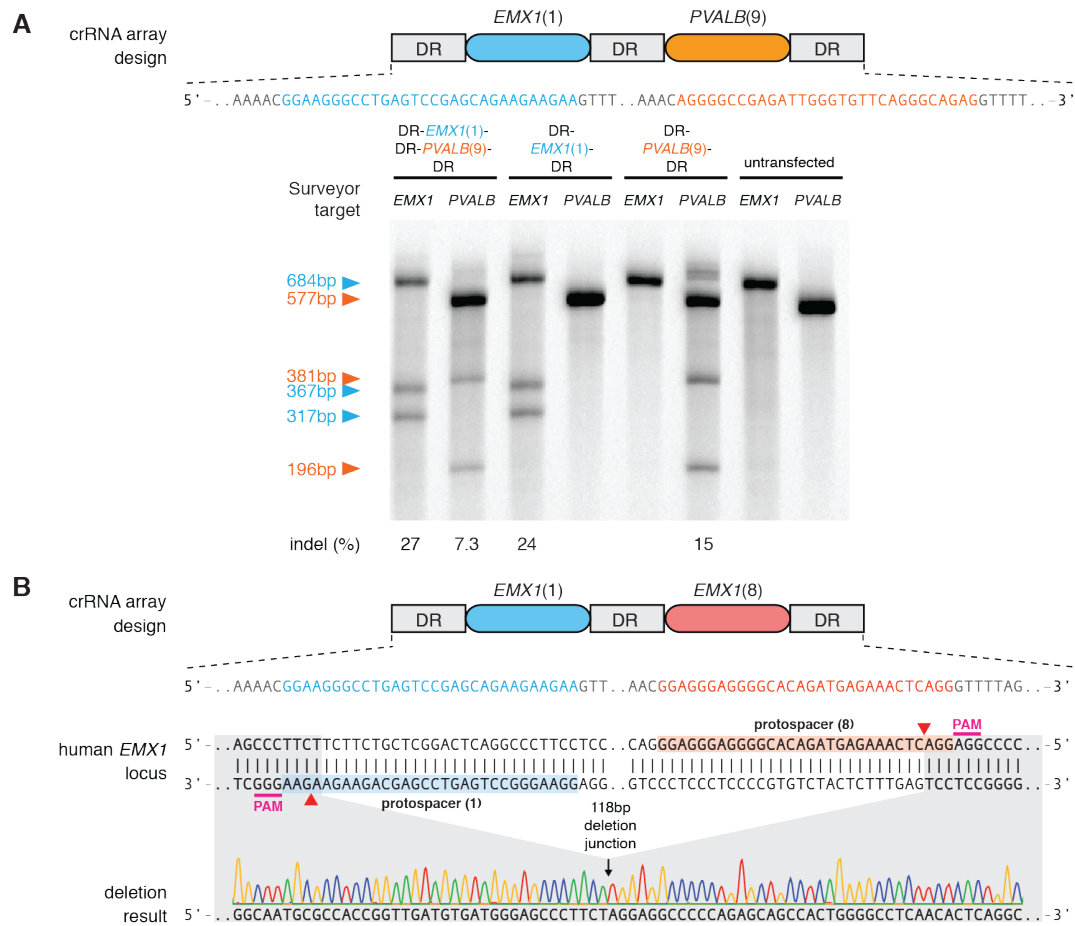 A
crRNA array
design
EMX1(1)
PVALB(9)
DR
DR
DR
5'-..AAAACGGAAGGGCCTGAGTCCGAGCAGAAGAAGAAGTTT..AAACAGGGGCCGAGATTGGGTGTTCAGGGCAGAGGTTTT..-3'
DR-EMX1(1)-
DR-PVALB(9)-
DR
DR-
EMX1(1)-
DR
DR-
PVALB(9)-
DR
untransfected
Surveyor
target
EMX1 PVALB EMX1 PVALB EMX1 PVALB EMX1 PVALB
684bp
577bp
381bp
367bp
317bp
196bp
indel (%) 27 7.3 24 15
B
crRNA array
design
EMX1(1)
EMX1(8)
DR
DR
DR
5'-..AAAACGGAAGGGCCTGAGTCCGAGCAGAAGAAGAAGTT..AACGGAGGGAGGGGCACAGATGAGAAACTCAGGGTTTTAG..-3'
protospacer (8)
PAM
human EMX1
locus
5'-..AGCCCTTCTTCTTCTGCTCGGACTCAGGCCCTTCCTCC..CAGGGAGGGAGGGGCACAGATGAGAAACTCAGGAGGCCCC..-3'
3'-..TCGGGAAGAAGAAGACGAGCCTGAGTCCGGGAAGGAGG..GTCCCTCCCTCCCCGTGTCTACTCTTTGAGTCCTCCGGGG..-3'
PAM
protospacer (1)
118bp
deletion
junction
deletion
result
5'-..GGCAATGCGCCACCGGTTGATGTGATGGGAGCCCTTCTAGGAGGCCCCCAGAGCAGCCACTGGGGCCTCAACACTCAGGC..-3'